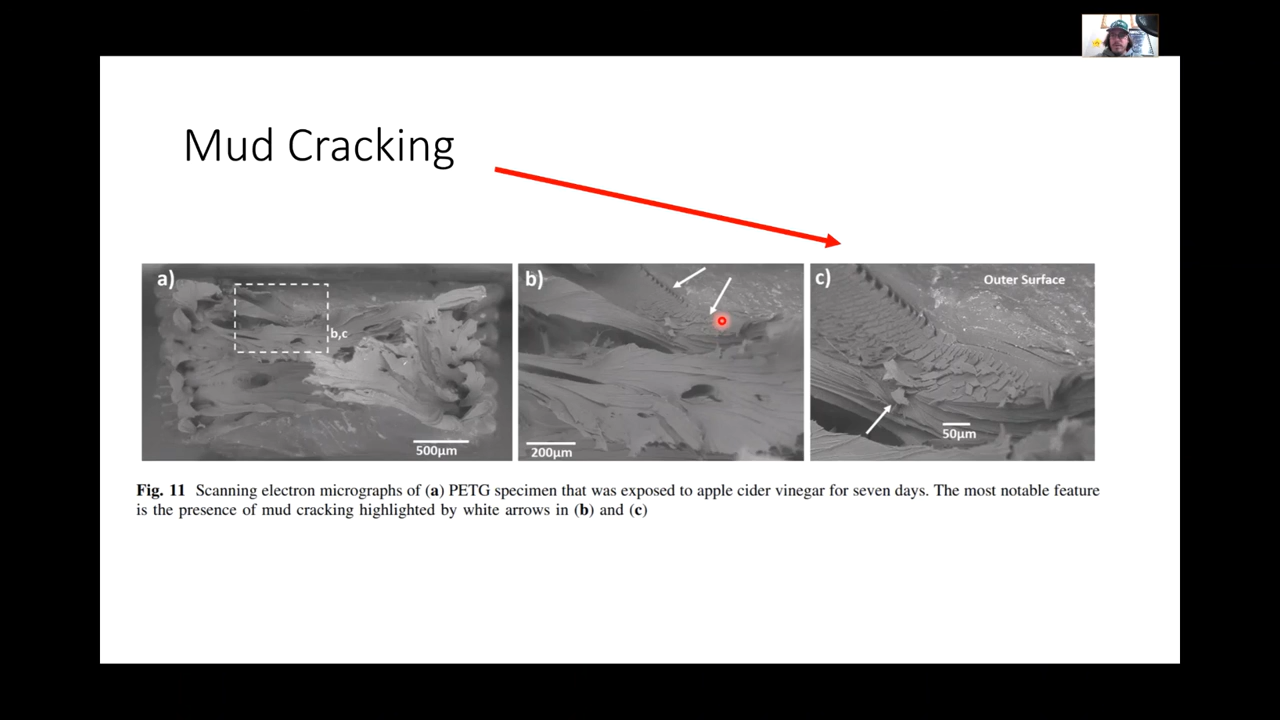 Mud Cracking
a)
b,c
500µm
b)
200µm
c)
Outer Surface
50µm
Fig. 11 Scanning electron micrographs of (a) PETG specimen that was exposed to apple cider vinegar for seven days. The most notable feature
is the presence of mud cracking highlighted by white arrows in (b) and (c)